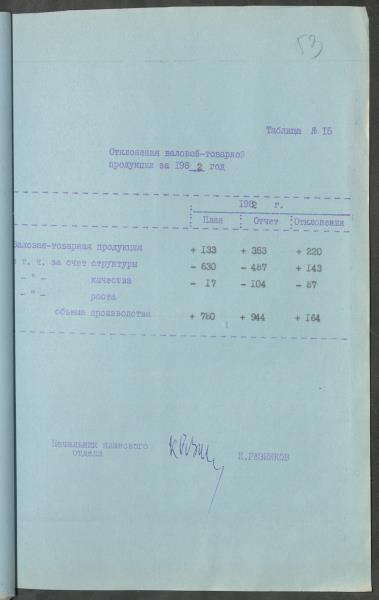 53
Таблица № 15
Отклонения валовой-товарной
продукции за 1982 год
1982 г.
План Отчет Отклонения
Валовая-товарная продукция + 133 + 353 + 220
в т. ч. за счет структуры - 630 - 487 + 143
- " - качества - 17 - 104 - 87
- " - роста
объема производства + 780 + 944 + 164
Начальник планового
отдела
К.РЕЗНИКОВ